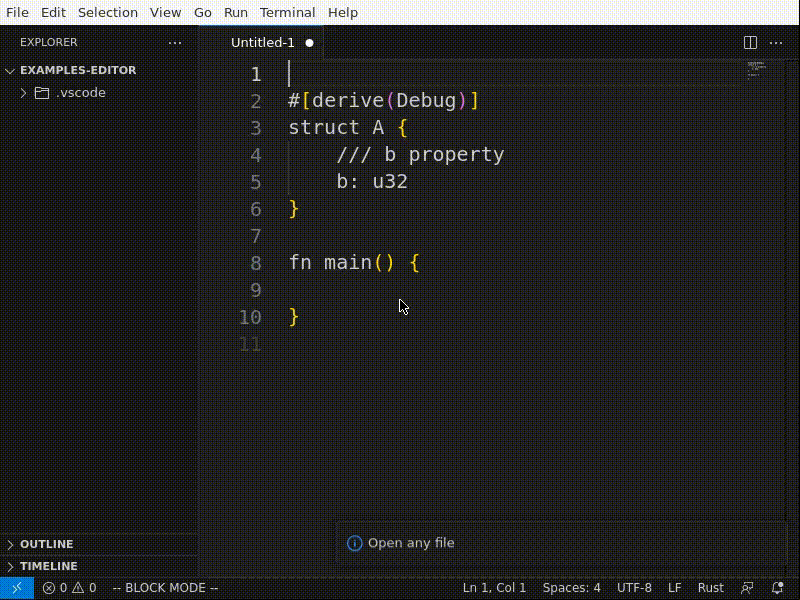 File Edit Selection View Go Run Terminal Help
EXPLORER ···
Untitled-1 ●
EXAMPLES-EDITOR
.vscode
1
2 #[derive(Debug)]
3 struct A {
4 /// b property
5 b: u32
6 }
7
8 fn main() {
9
10 }
11
Open any file
OUTLINE
TIMELINE
0 0 -- BLOCK MODE -- Ln 1, Col 1 Spaces: 4 UTF-8 LF Rust